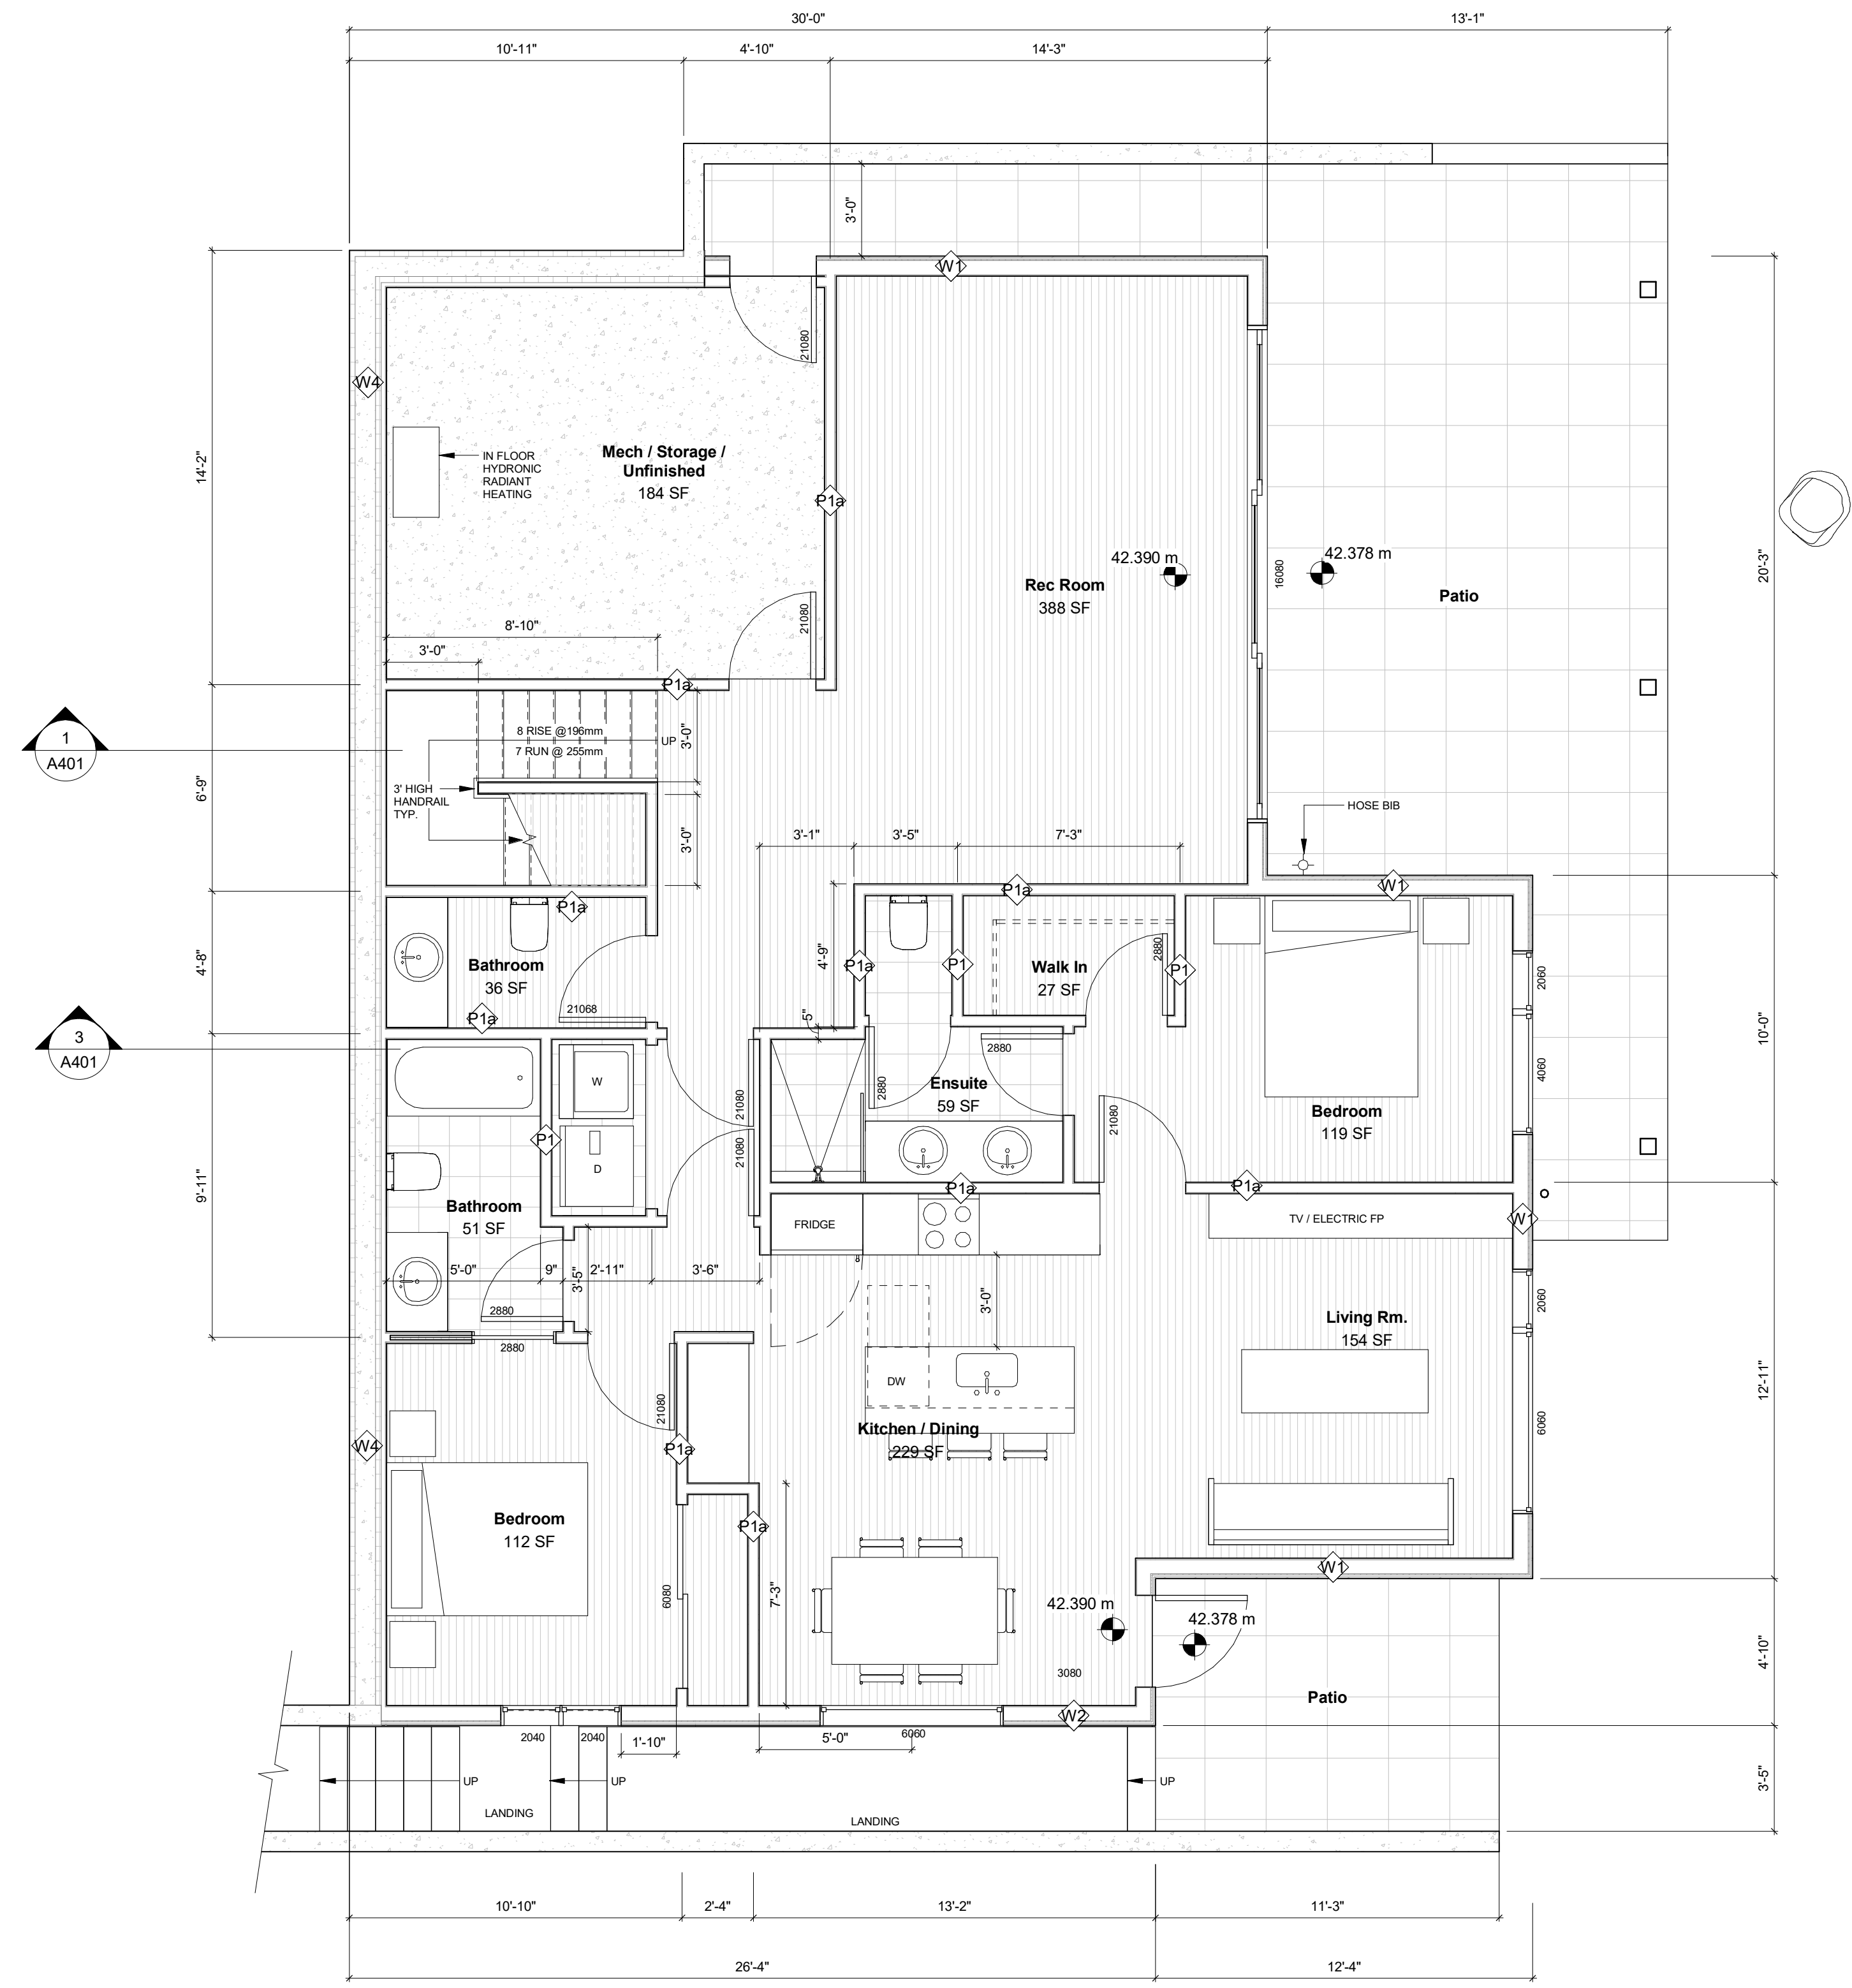 30'-0"
13'-1"
10'-11"
4'-10"
14'-3"
3'-0"
W1
21080
W4
14'-2"
IN FLOOR
HYDRONIC
RADIANT
HEATING
Mech / Storage /
Unfinished
184 SF
P1a
42.390 m
42.378 m
Rec Room
388 SF
16080
Patio
20'-3"
21080
8'-10"
3'-0"
P1a
1
A401
8 RISE @196mm
7 RUN @ 255mm
UP
3'-0"
6'-9"
3' HIGH
HANDRAIL
TYP.
3'-0"
HOSE BIB
3'-1"
3'-5"
7'-3"
P1a
P1a
W1
4'-8"
Bathroom
36 SF
21068
P1a
4'-9"
P1a
P1
Walk In
27 SF
2880
P1
2060
5"
3
A401
2880
W
21080
2880
Ensuite
59 SF
21080
4060
10'-0"
Bedroom
119 SF
P1
D
21080
9'-11"
Bathroom
51 SF
P1a
P1a
FRIDGE
TV / ELECTRIC FP
W1
5'-0"
9"
3'-5"
2'-11"
3'-6"
2880
2880
3'-0"
Living Rm.
154 SF
2060
12'-11"
DW
21080
Kitchen / Dining
229 SF
6060
W4
P1a
Bedroom
112 SF
P1a
W1
6080
7'-3"
42.390 m
42.378 m
3080
4'-10"
Patio
W2
2040
2040
1'-10"
5'-0"
6060
UP
UP
UP
3'-5"
LANDING
LANDING
10'-10"
2'-4"
13'-2"
11'-3"
26'-4"
12'-4"